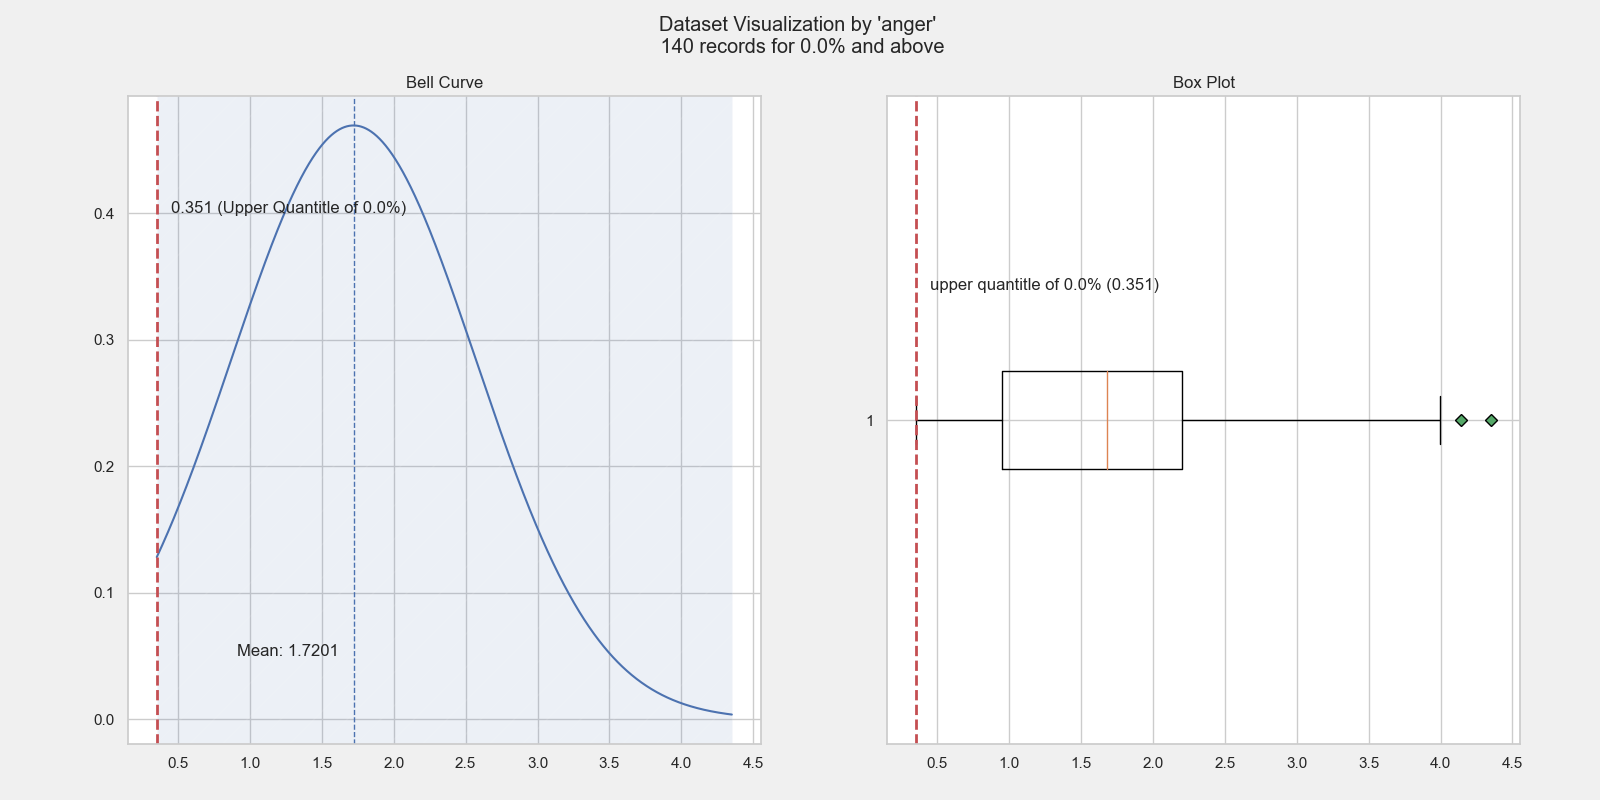 Dataset Visualization by 'anger'
140 records for 0.0% and above
Bell Curve
0.4
0.3
0.2
0.1
0.0
0.351 (Upper Quantitle of 0.0%)
Mean: 1.7201
0.5 1.0 1.5 2.0 2.5 3.0 3.5 4.0 4.5
Box Plot
upper quantitle of 0.0% (0.351)
1
0.5 1.0 1.5 2.0 2.5 3.0 3.5 4.0 4.5